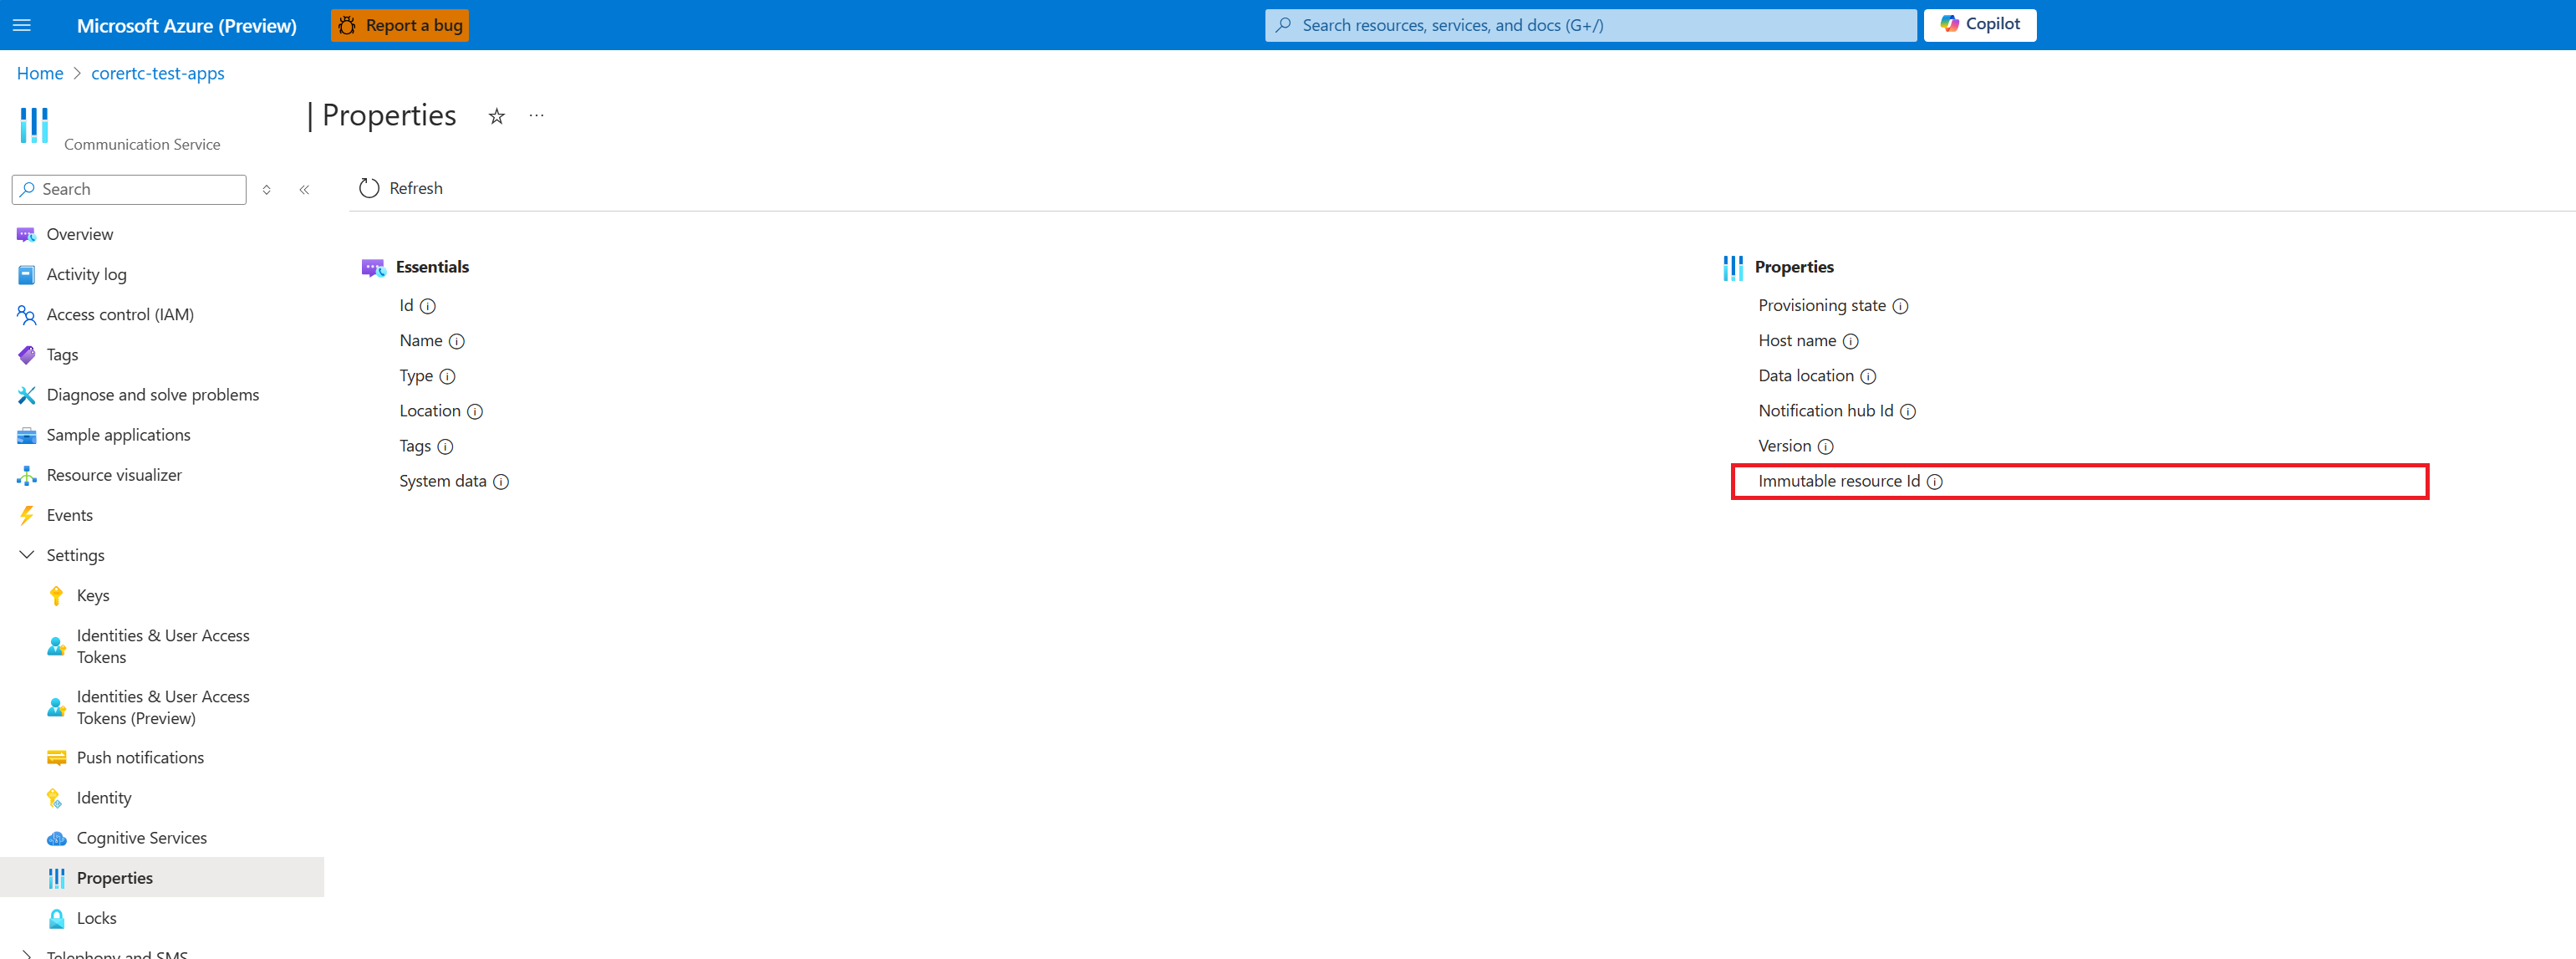 Microsoft Azure (Preview)
Report a bug
Search resources, services, and docs (G+/)
Copilot
Home > corertc-test-apps
| Properties
Communication Service
Search
Refresh
Overview
Activity log
Access control (IAM)
Tags
Diagnose and solve problems
Sample applications
Resource visualizer
Events
Settings
Keys
Identities & User Access
Tokens
Identities & User Access
Tokens (Preview)
Push notifications
Identity
Cognitive Services
Properties
Locks
Telephony and SMS
Essentials
Id
Name
Type
Location
Tags
System data
Properties
Provisioning state
Host name
Data location
Notification hub Id
Version
Immutable resource Id